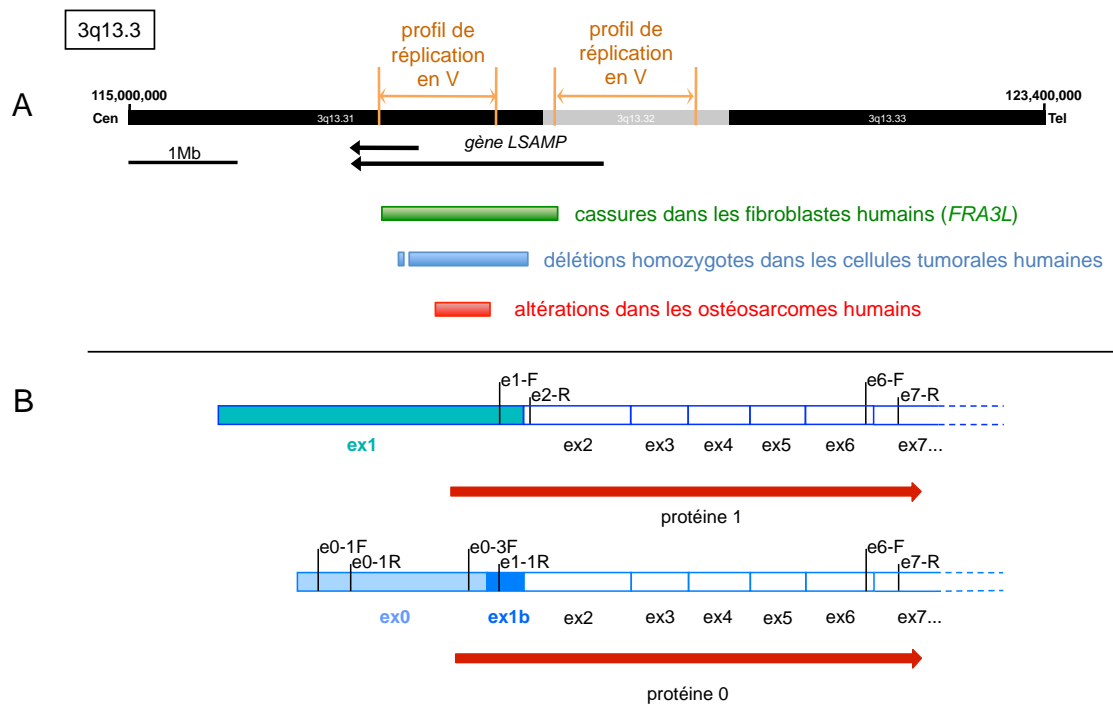 3q13.3
profil de
réplication
en V
profil de
réplication
en V
A
115,000,000
123,400,000
Cen
3q13.31
3q13.32
3q13.33
Tel
1Mb
gène LSAMP
cassures dans les fibroblastes humains (FRA3L)
délétions homozygotes dans les cellules tumorales humaines
altérations dans les ostéosarcomes humains
B
e1-F
e2-R
e6-F
e7-R
ex1
ex2
ex3
ex4
ex5
ex6
ex7...
protéine 1
e0-1F
e0-1R
e0-3F
e1-1R
e6-F
e7-R
ex0
ex1b
ex2
ex3
ex4
ex5
ex6
ex7...
protéine 0